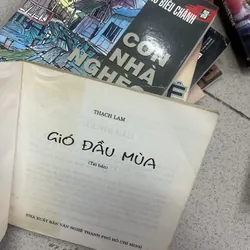 HỒ BIỂU CHÁNH
CON
NHÀ
NGHÈO
THẠCH LAM
GIÓ ĐẦU MÙA
(Tái bản)
NHÀ XUẤT BẢN VĂN NGHỆ THÀNH PHỐ HỒ CHÍ MINH